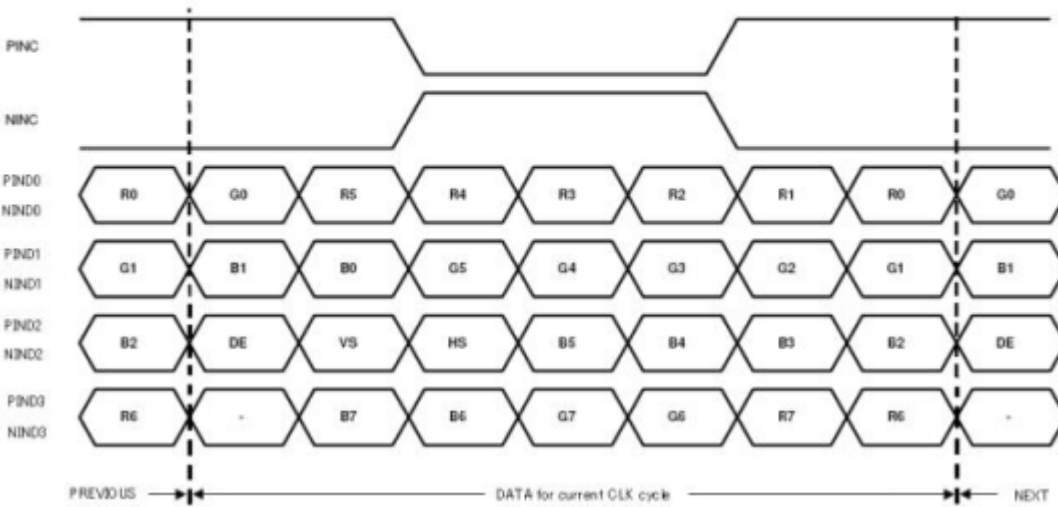 PINC
NINC
PIND0
NIND0
R0 G0 R5 R4 R3 R2 R1 R0 G0
PIND1
NIND1
G1 B1 B0 G5 G4 G3 G2 G1 B1
PIND2
NIND2
B2 DE VS HS B5 B4 B3 B2 DE
PIND3
NIND3
R6 - B7 B6 G7 G6 R7 R6 -
PREVIOUS DATA for current CLK cycle NEXT